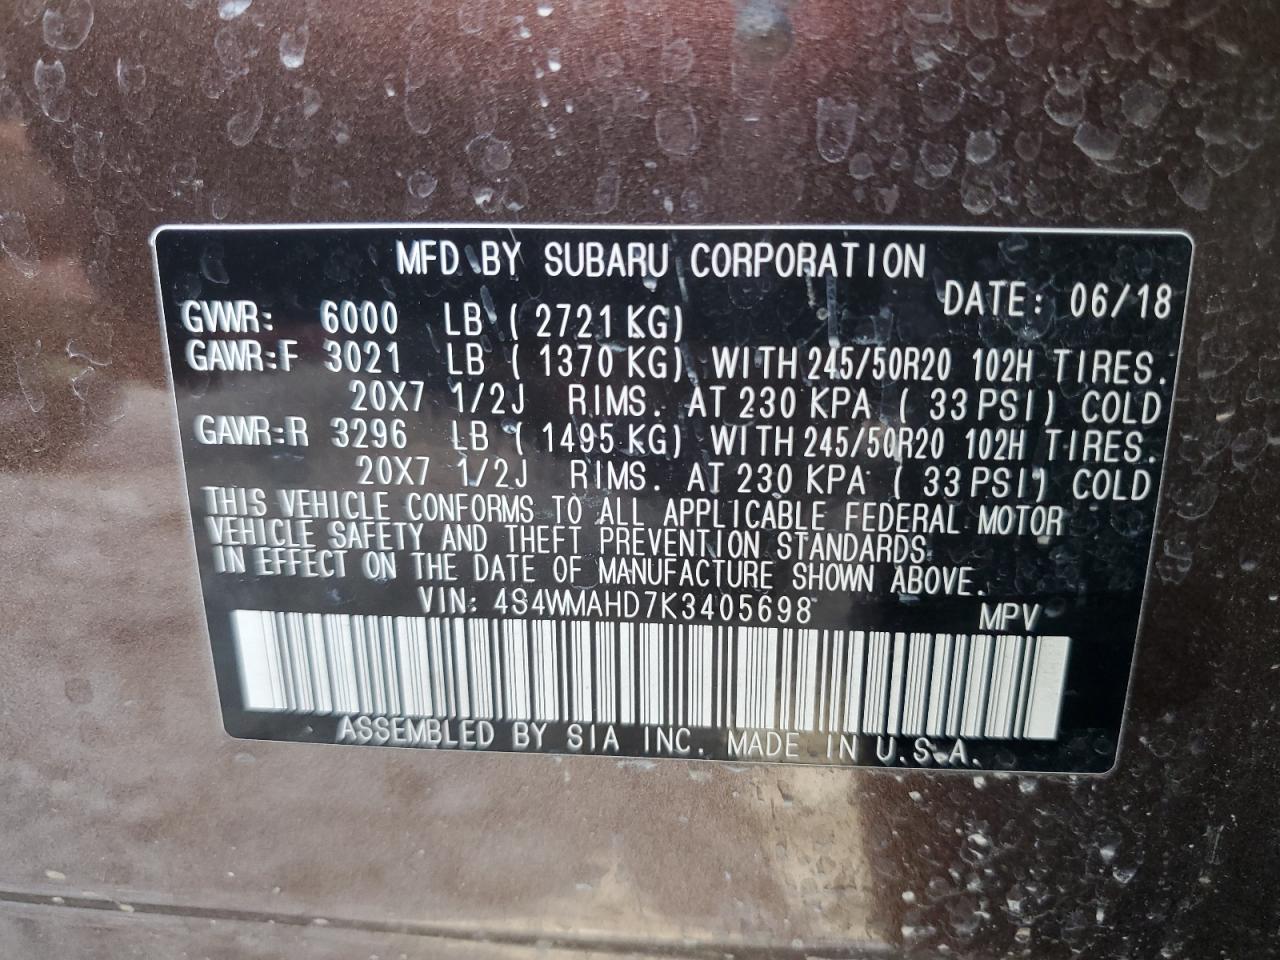 MFD BY SUBARU CORPORATION
DATE: 06/18
GVWR: 6000 LB ( 2721 KG)
GAWR:F 3021 LB ( 1370 KG) WITH 245/50R20 102H TIRES.
20X7 1/2J RIMS. AT 230 KPA ( 33 PSI) COLD
GAWR:R 3296 LB ( 1495 KG) WITH 245/50R20 102H TIRES.
20X7 1/2J RIMS. AT 230 KPA ( 33 PSI) COLD
THIS VEHICLE CONFORMS TO ALL APPLICABLE FEDERAL MOTOR
VEHICLE SAFETY AND THEFT PREVENTION STANDARDS
IN EFFECT ON THE DATE OF MANUFACTURE SHOWN ABOVE.
VIN: 4S4WMAHD7K3405698 MPV
ASSEMBLED BY SIA INC. MADE IN U.S.A.